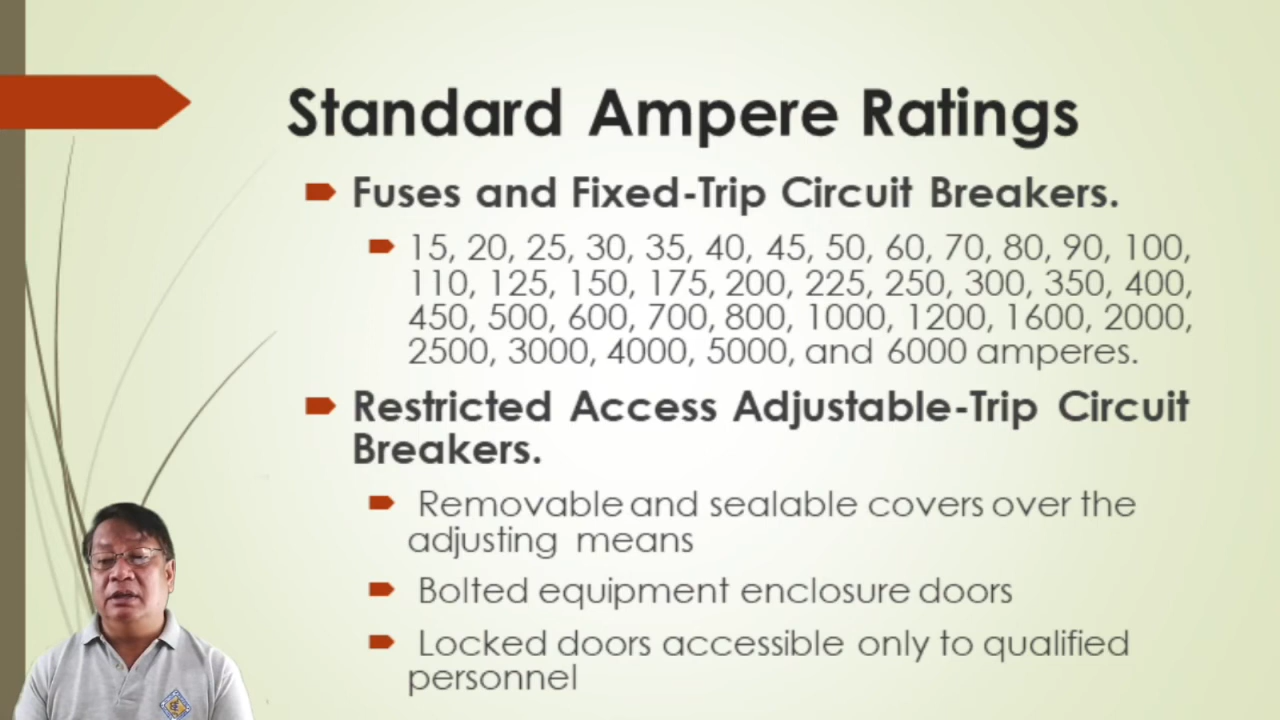 Standard Ampere Ratings
Fuses and Fixed-Trip Circuit Breakers.
15, 20, 25, 30, 35, 40, 45, 50, 60, 70, 80, 90, 100,
110, 125, 150, 175, 200, 225, 250, 300, 350, 400,
450, 500, 600, 700, 800, 1000, 1200, 1600, 2000,
2500, 3000, 4000, 5000, and 6000 amperes.
Restricted Access Adjustable-Trip Circuit
Breakers.
Removable and sealable covers over the
adjusting means
Bolted equipment enclosure doors
Locked doors accessible only to qualified
personnel